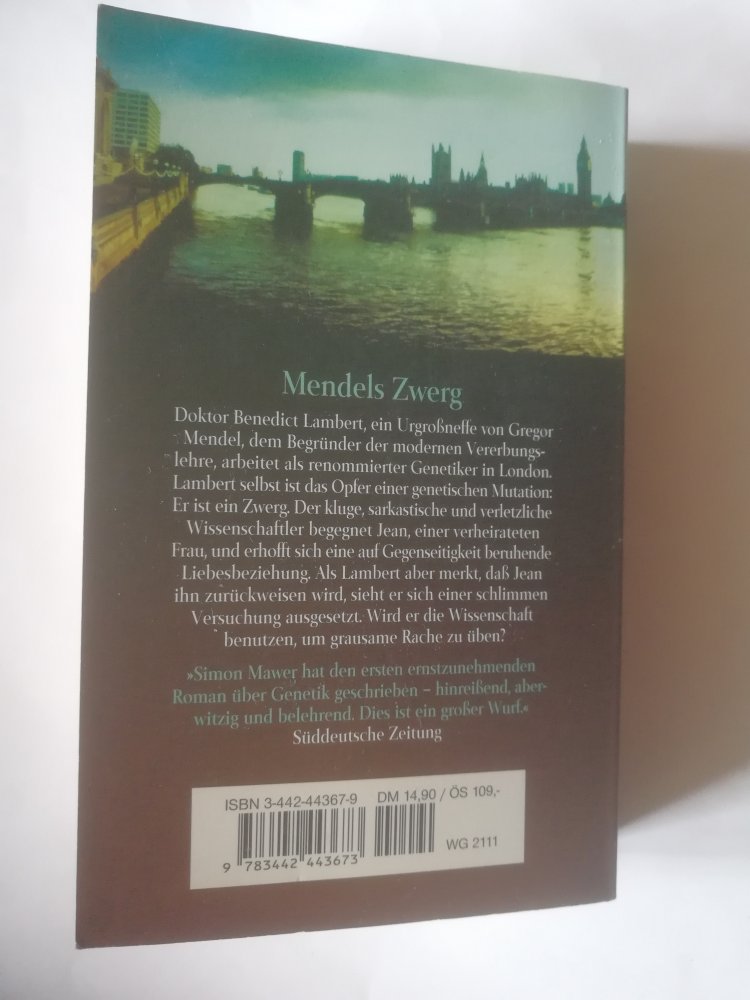 Mendels Zwerg
Doktor Benedict Lambert, ein Urgroßneffe von Gregor
Mendel, dem Begründer der modernen Vererbungs-
lehre, arbeitet als renommierter Genetiker in London.
Lambert selbst ist das Opfer einer genetischen Mutation:
Er ist ein Zwerg. Der kluge, sarkastische und verletzliche
Wissenschaftler begegnet Jean, einer verheirateten
Frau, und erhofft sich eine auf Gegenseitigkeit beruhende
Liebesbeziehung. Als Lambert aber merkt, daß Jean
ihn zurückweisen wird, sieht er sich einer schlimmen
Versuchung ausgesetzt. Wird er die Wissenschaft
benutzen, um grausame Rache zu üben?
»Simon Mawer hat den ersten ernstzunehmenden
Roman über Genetik geschrieben – hinreißend, aber-
witzig und belehrend. Dies ist ein großer Wurf.«
Süddeutsche Zeitung
ISBN 3-442-44367-9 DM 14,90 / ÖS 109,-
9 783442 443673 WG 2111